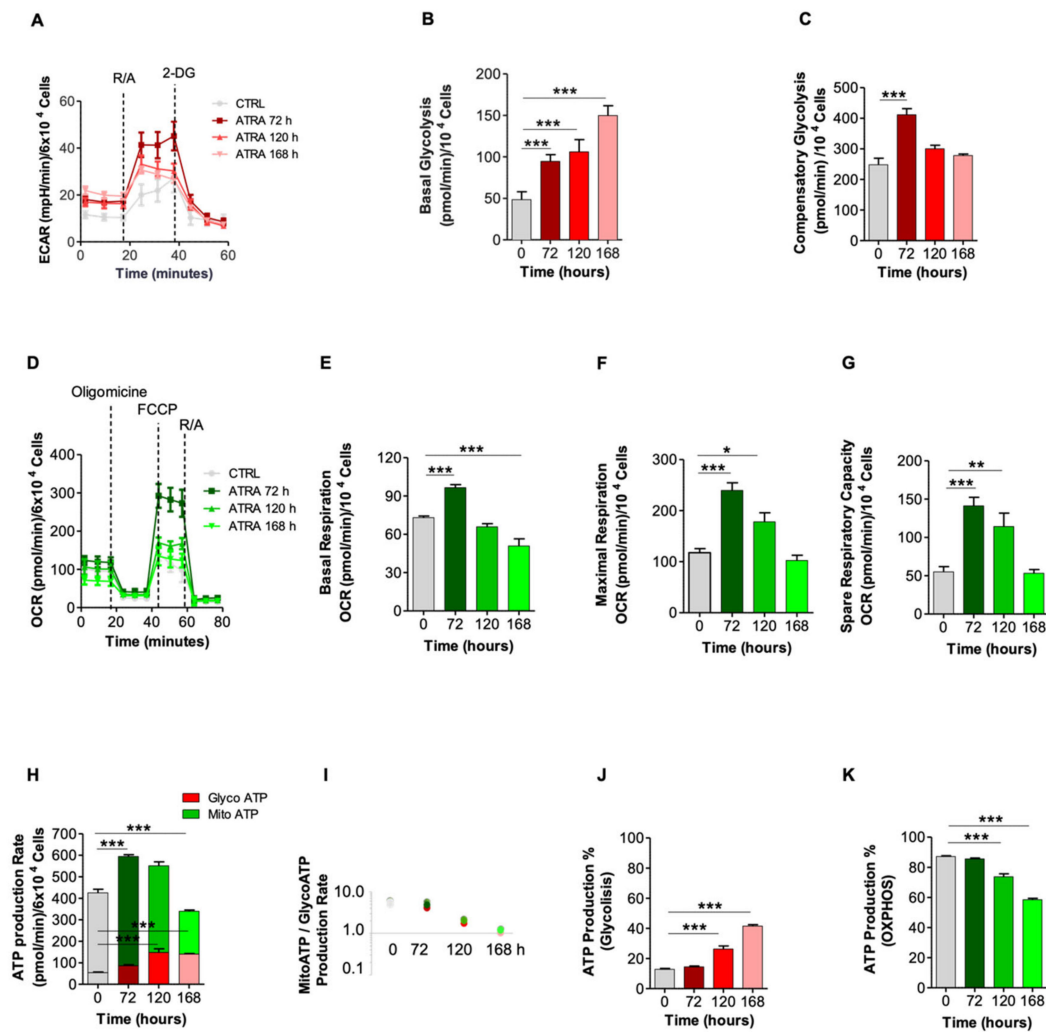 A
R/A
2-DG
ECAR (mpH/min)/6x10 4 Cells
60
40
20
0
0 20 40 60
Time (minutes)
CTRL
ATRA 72 h
ATRA 120 h
ATRA 168 h
B
Basal Glycolysis
(pmol/min)/10 4 Cells
200
150
100
50
0
***
***
***
0 72 120 168
Time (hours)
C
Compensatory Glycolysis
(pmol/min) /10 4 Cells
500
400
300
200
100
0
***
0 72 120 168
Time (hours)
D
Oligomicine
FCCP
R/A
OCR (pmol/min)/6x10 4 Cells
400
300
200
100
0
0 20 40 60 80
Time (minutes)
CTRL
ATRA 72 h
ATRA 120 h
ATRA 168 h
E
Basal Respiration
OCR (pmol/min)/10 4 Cells
120
90
60
30
0
***
***
0 72 120 168
Time (hours)
F
Maximal Respiration
OCR (pmol/min)/10 4 Cells
300
200
100
0
*
***
0 72 120 168
Time (hours)
G
Spare Respiratory Capacity
OCR (pmol/min)/10 4 Cells
200
150
100
50
0
**
***
0 72 120 168
Time (hours)
H
Glyco ATP
Mito ATP
ATP production Rate
(pmol/min)/6x10 4 Cells
700
600
500
400
300
200
100
0
***
***
***
***
0 72 120 168
Time (hours)
I
MitoATP / GlycoATP
Production Rate
10.0
1.0
0.1
0 72 120 168 h
J
ATP Production %
(Glycolisis)
100
80
60
40
20
0
***
***
0 72 120 168
Time (hours)
K
ATP Production %
(OXPHOS)
100
80
60
40
20
0
***
***
0 72 120 168
Time (hours)